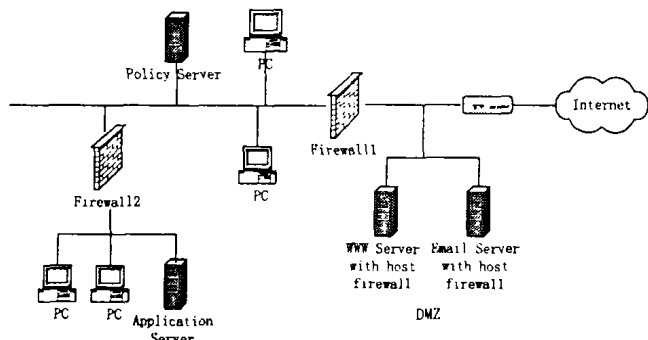 Policy Server
PC
Internet
Firewall1
PC
Firewall2
WWW Server
with host
firewall
Email Server
with host
firewall
PC
PC
Application
Server
DMZ